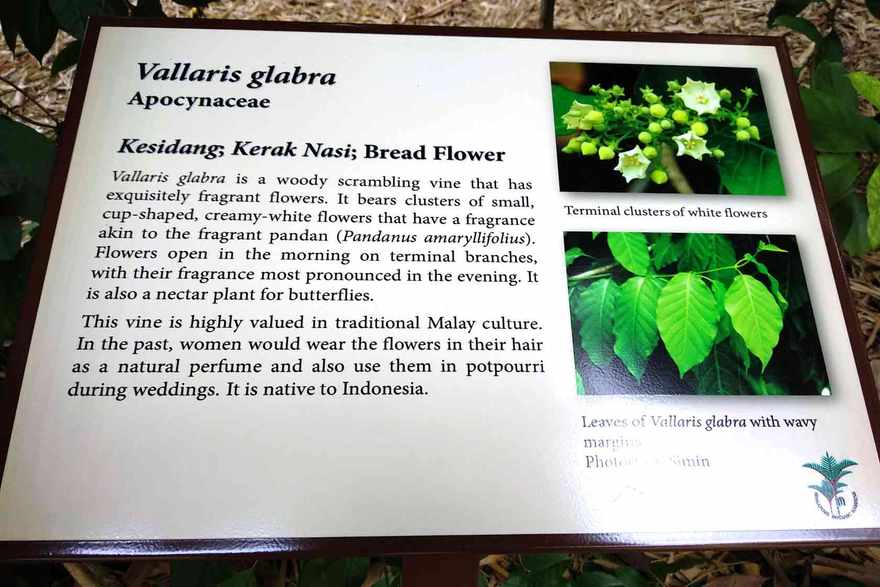 Vallaris glabra
Apocynaceae
Kesidang; Kerak Nasi; Bread Flower
Vallaris glabra is a woody scrambling vine that has
exquisitely fragrant flowers. It bears clusters of small,
cup-shaped, creamy-white flowers that have a fragrance
akin to the fragrant pandan (Pandanus amaryllifolius).
Flowers open in the morning on terminal branches,
with their fragrance most pronounced in the evening. It
is also a nectar plant for butterflies.
This vine is highly valued in traditional Malay culture.
In the past, women would wear the flowers in their hair
as a natural perfume and also use them in potpourri
during weddings. It is native to Indonesia.
Terminal clusters of white flowers
Leaves of Vallaris glabra with wavy
margins
Simin